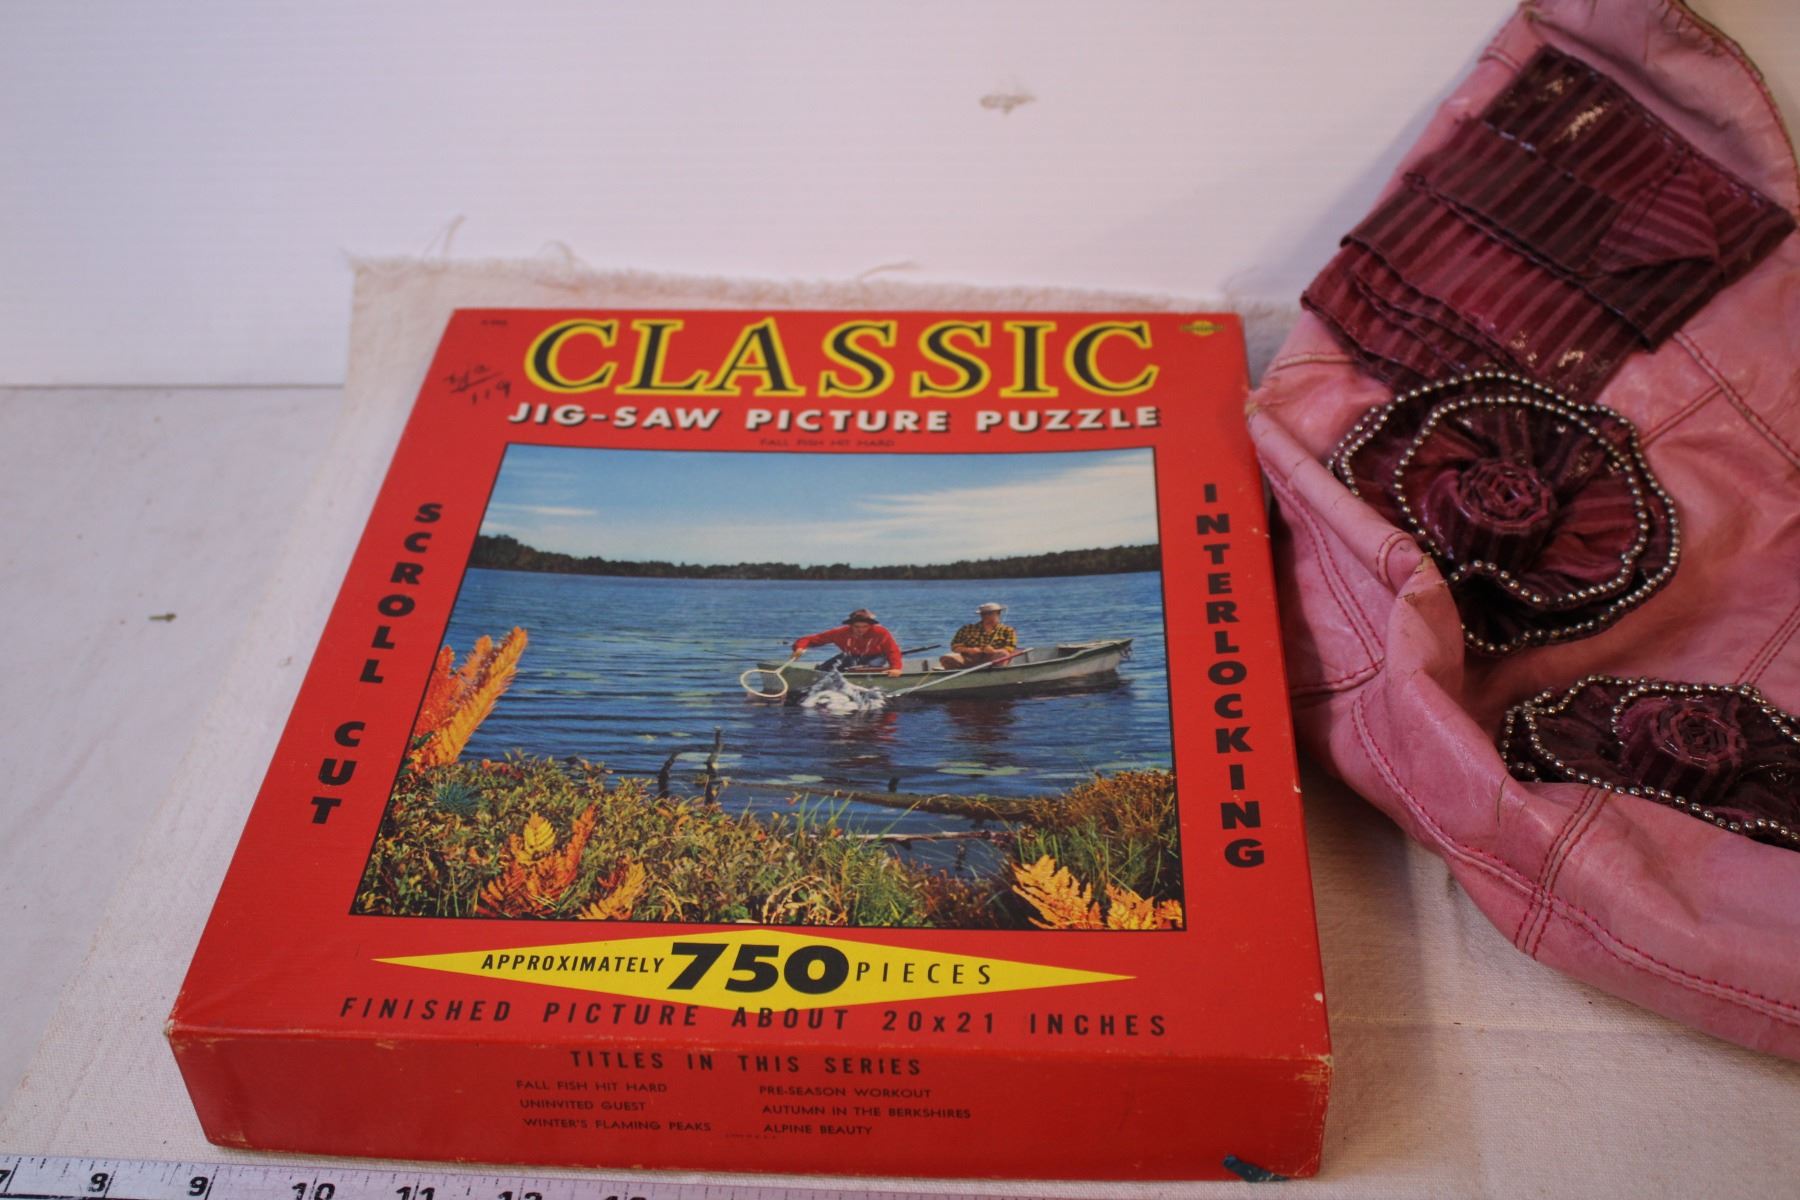 CLASSIC
JIG-SAW PICTURE PUZZLE
FALL FISH HIT HARD
SCROLL CUT
INTERLOCKING
APPROXIMATELY 750 PIECES
FINISHED PICTURE ABOUT 20x21 INCHES
TITLES IN THIS SERIES
FALL FISH HIT HARD
UNINVITED GUEST
WINTER'S FLAMING PEAKS
PRE-SEASON WORKOUT
AUTUMN IN THE BERKSHIRES
ALPINE BEAUTY
7 8 9 10 11 12